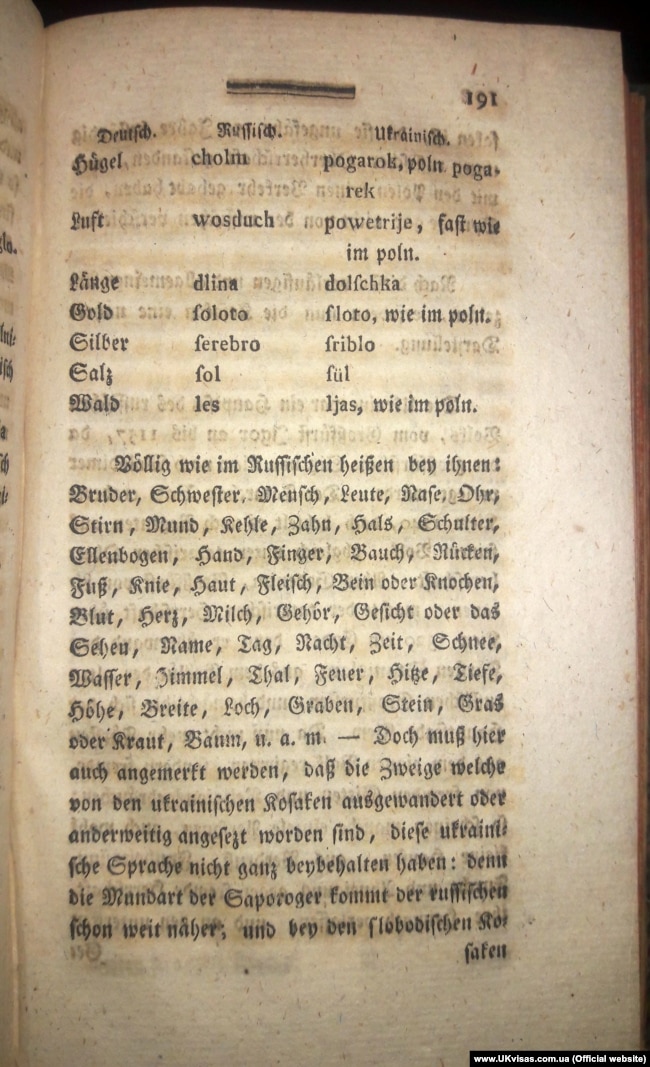 191
Deutsch. Russisch. Ukrainisch.
Hügel cholm pogarok, poln poga-
rek
Luft wosduch powetrije, fast wie
im poln.
Länge dlina dolſchka
Gold ſoloto ſloto, wie im poln.
Silber ſerebro ſriblo
Salz ſol ſül
Wald les ljas, wie im poln.
Völlig wie im Ruſſiſchen heißen bey ihnen:
Bruder, Schweſter, Menſch, Leute, Naſe, Ohr,
Stirn, Mund, Kehle, Zahn, Hals, Schulter,
Ellenbogen, Hand, Finger, Bauch, Rücken,
Fuß, Knie, Haut, Fleiſch, Bein oder Knochen,
Blut, Herz, Milch, Gehör, Geſicht oder das
Sehen, Name, Tag, Nacht, Zeit, Schnee,
Waſſer, Himmel, Thal, Feuer, Hitze, Tiefe,
Höhe, Breite, Loch, Graben, Stein, Gras
oder Kraut, Baum, u. a. m. — Doch muß hier
auch angemerkt werden, daß die Zweige welche
von den ukrainiſchen Koſaken ausgewandert oder
anderweitig angeſezt worden ſind, dieſe ukraini-
ſche Sprache nicht ganz beybehalten haben: denn
die Mundart der Saporoger kommt der ruſſiſchen
ſchon weit näher; und bey den ſlobodiſchen Ko-
ſaken
www.UKvisas.com.ua (Official website)